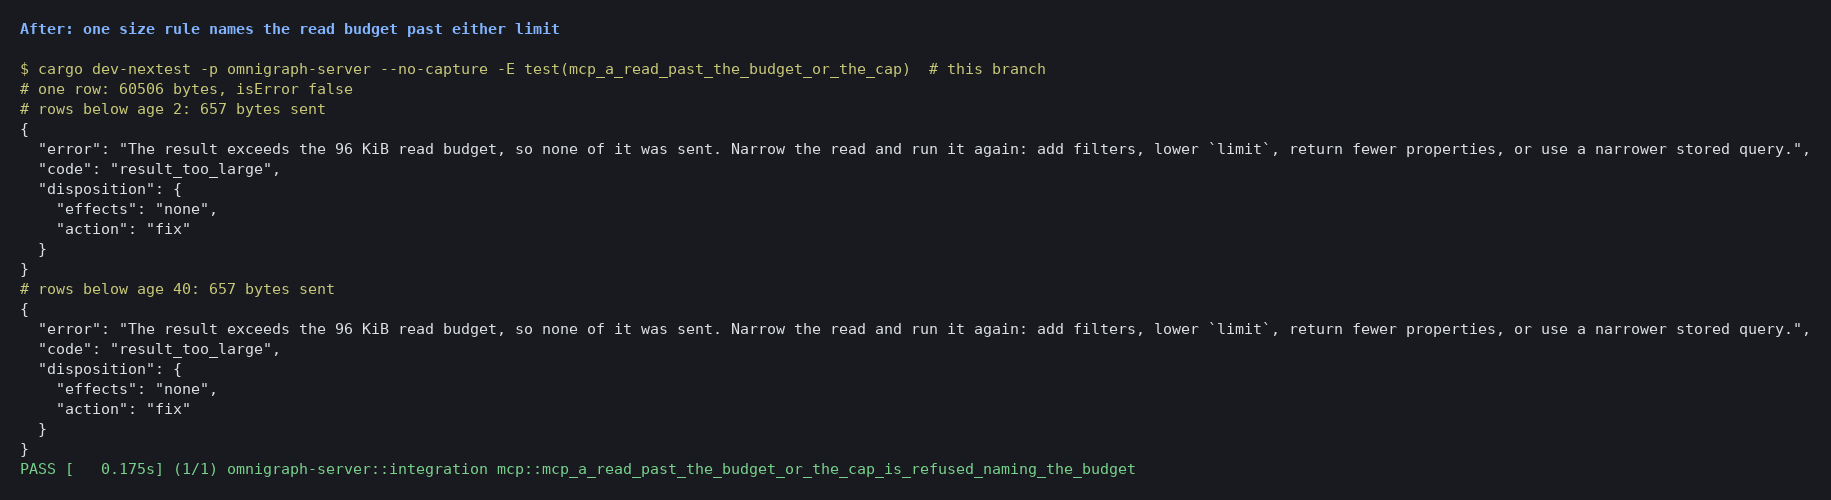 After: one size rule names the read budget past either limit
$ cargo dev-nextest -p omnigraph-server --no-capture -E test(mcp_a_read_past_the_budget_or_the_cap)  # this branch
# one row: 60506 bytes, isError false
# rows below age 2: 657 bytes sent
{
  "error": "The result exceeds the 96 KiB read budget, so none of it was sent. Narrow the read and run it again: add filters, lower `limit`, return fewer properties, or use a narrower stored query.",
  "code": "result_too_large",
  "disposition": {
    "effects": "none",
    "action": "fix"
  }
}
# rows below age 40: 657 bytes sent
{
  "error": "The result exceeds the 96 KiB read budget, so none of it was sent. Narrow the read and run it again: add filters, lower `limit`, return fewer properties, or use a narrower stored query.",
  "code": "result_too_large",
  "disposition": {
    "effects": "none",
    "action": "fix"
  }
}
PASS [   0.175s] (1/1) omnigraph-server::integration mcp::mcp_a_read_past_the_budget_or_the_cap_is_refused_naming_the_budget